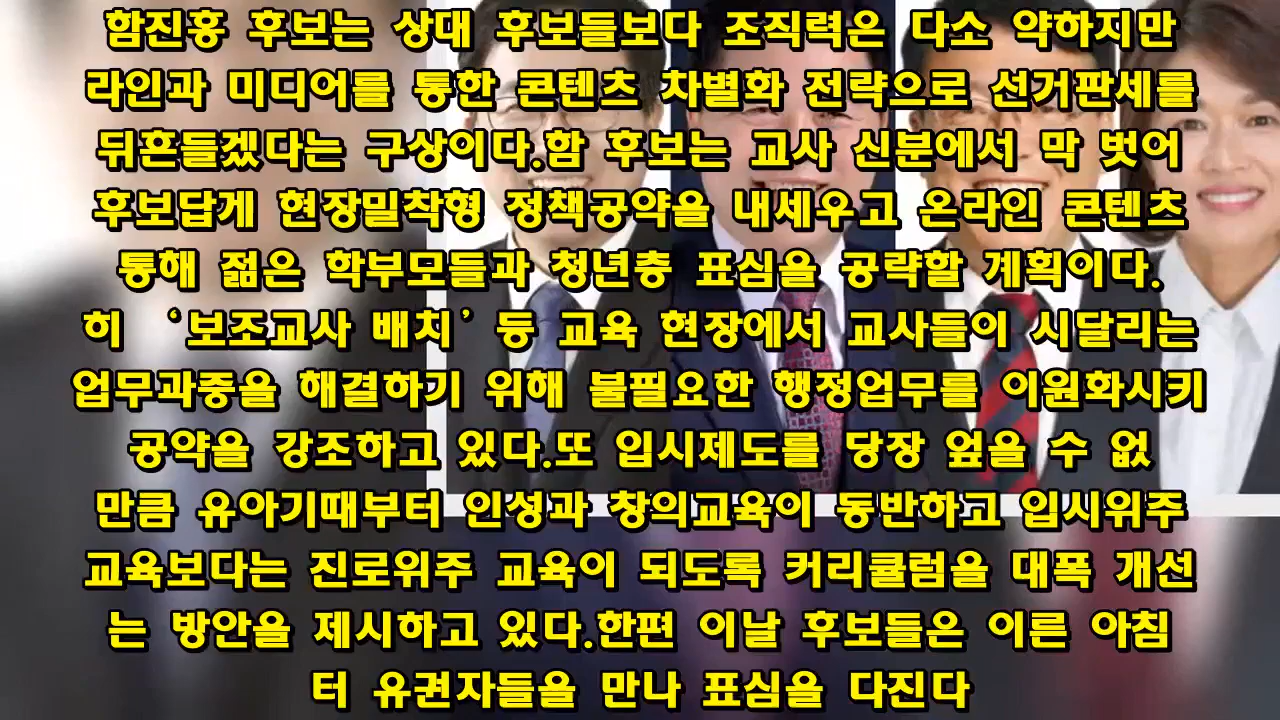 함진홍 후보는 상대 후보들보다 조직력은 다소 약하지만
라인과 미디어를 통한 콘텐츠 차별화 전략으로 선거판세를
뒤흔들겠다는 구상이다.함 후보는 교사 신분에서 막 벗어
후보답게 현장밀착형 정책공약을 내세우고 온라인 콘텐츠
통해 젊은 학부모들과 청년층 표심을 공략할 계획이다.
히 ‘보조교사 배치’ 등 교육 현장에서 교사들이 시달리는
업무과중을 해결하기 위해 불필요한 행정업무를 이원화시키
공약을 강조하고 있다.또 입시제도를 당장 엎을 수 없
만큼 유아기때부터 인성과 창의교육이 동반하고 입시위주
교육보다는 진로위주 교육이 되도록 커리큘럼을 대폭 개선
는 방안을 제시하고 있다.한편 이날 후보들은 이른 아침
터 유권자들을 만나 표심을 다진다